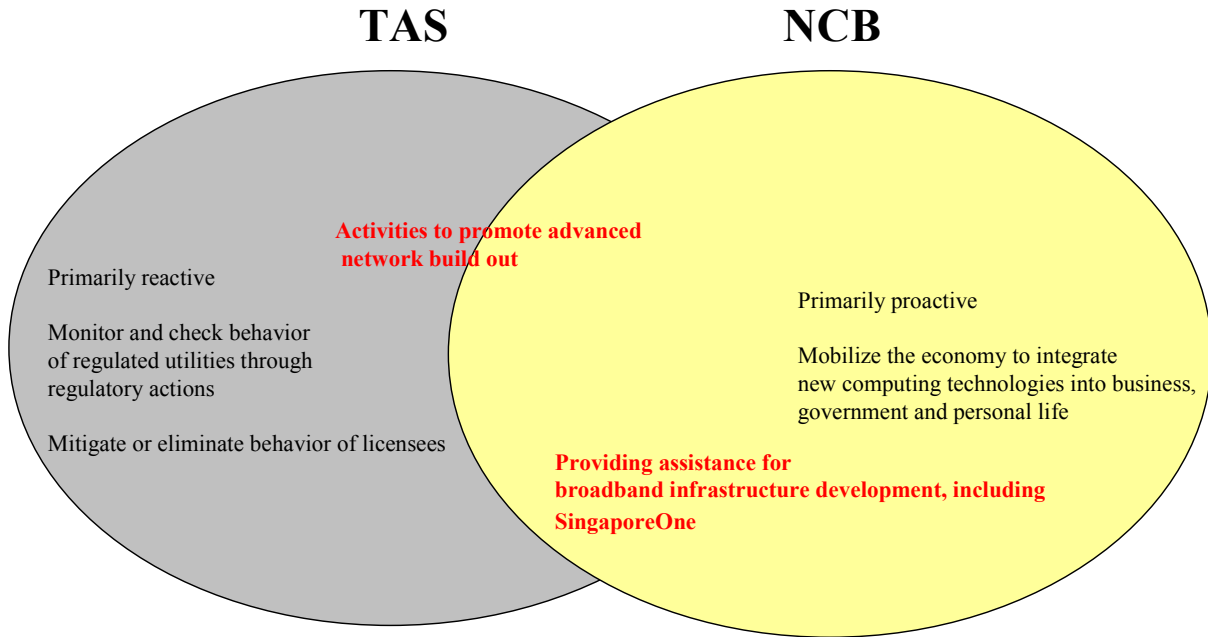 TAS
NCB
Activities to promote advanced
network build out
Primarily reactive
Monitor and check behavior
of regulated utilities through
regulatory actions
Mitigate or eliminate behavior of licensees
Primarily proactive
Mobilize the economy to integrate
new computing technologies into business,
government and personal life
Providing assistance for
broadband infrastructure development, including
SingaporeOne